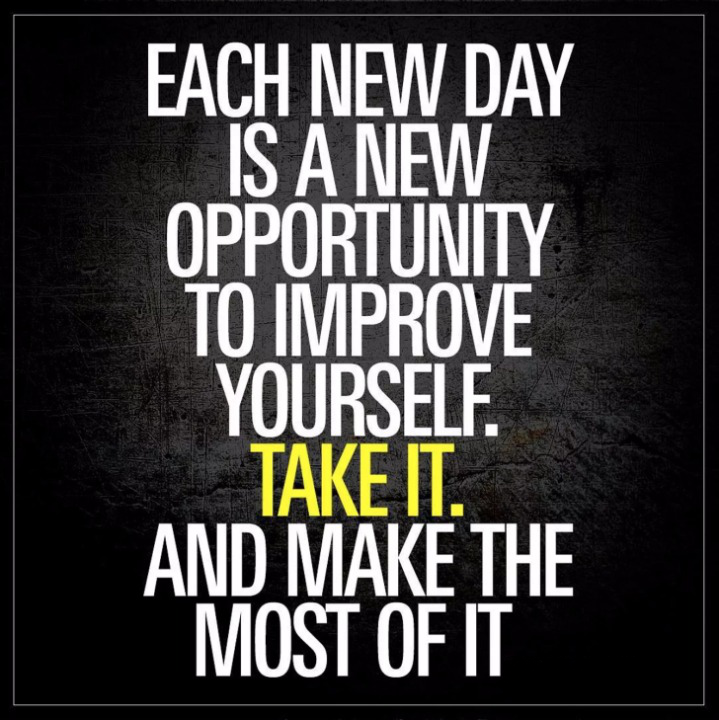 EACH NEW DAY
IS A NEW
OPPORTUNITY
TO IMPROVE
YOURSELF.
TAKE IT.
AND MAKE THE
MOST OF IT